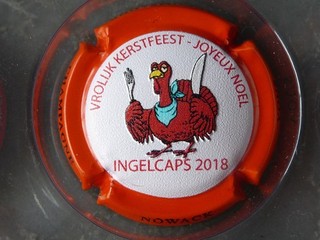 VROLIJK KERSTFEEST - JOYEUX NOEL
INGELCAPS 2018
NOWACK